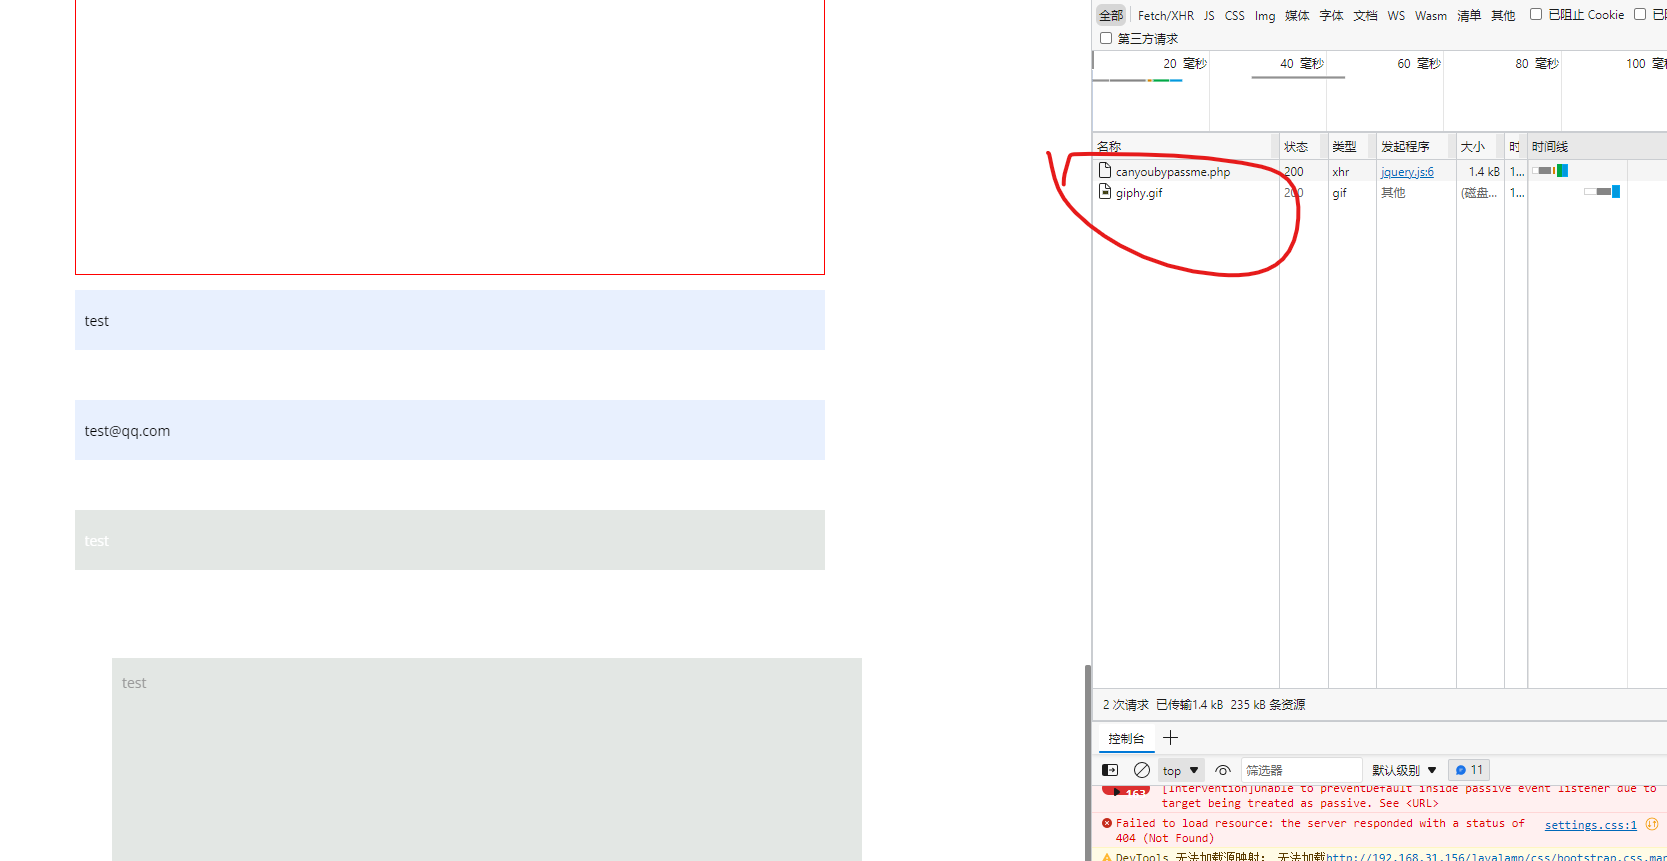 test
test@qq.com
test
test
全部 Fetch/XHR JS CSS Img 媒体 字体 文档 WS Wasm 清单 其他 已阻止 Cookie
第三方请求
20 毫秒 40 毫秒 60 毫秒 80 毫秒 100
名称 状态 类型 发起程序 大小 时 时间线
canyoubypassme.php 200 xhr jquery.js:6 1.4 kB 1...
giphy.gif 200 gif 其他 (磁盘... 1...
2 次请求 已传输1.4 kB 235 kB 条资源
控制台
top 筛选器 默认级别 11
163 [Intervention]Unable to preventDefault inside passive event listener due to
target being treated as passive. See <URL>
Failed to load resource: the server responded with a status of settings.css:1
404 (Not Found)
DevTools 无法加载源映射: 无法加载http://192.168.31.156/lavalamp/css/bootstrap.css.map